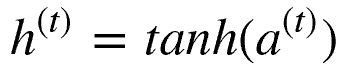 h^{(t)} = tanh(a^{(t)})